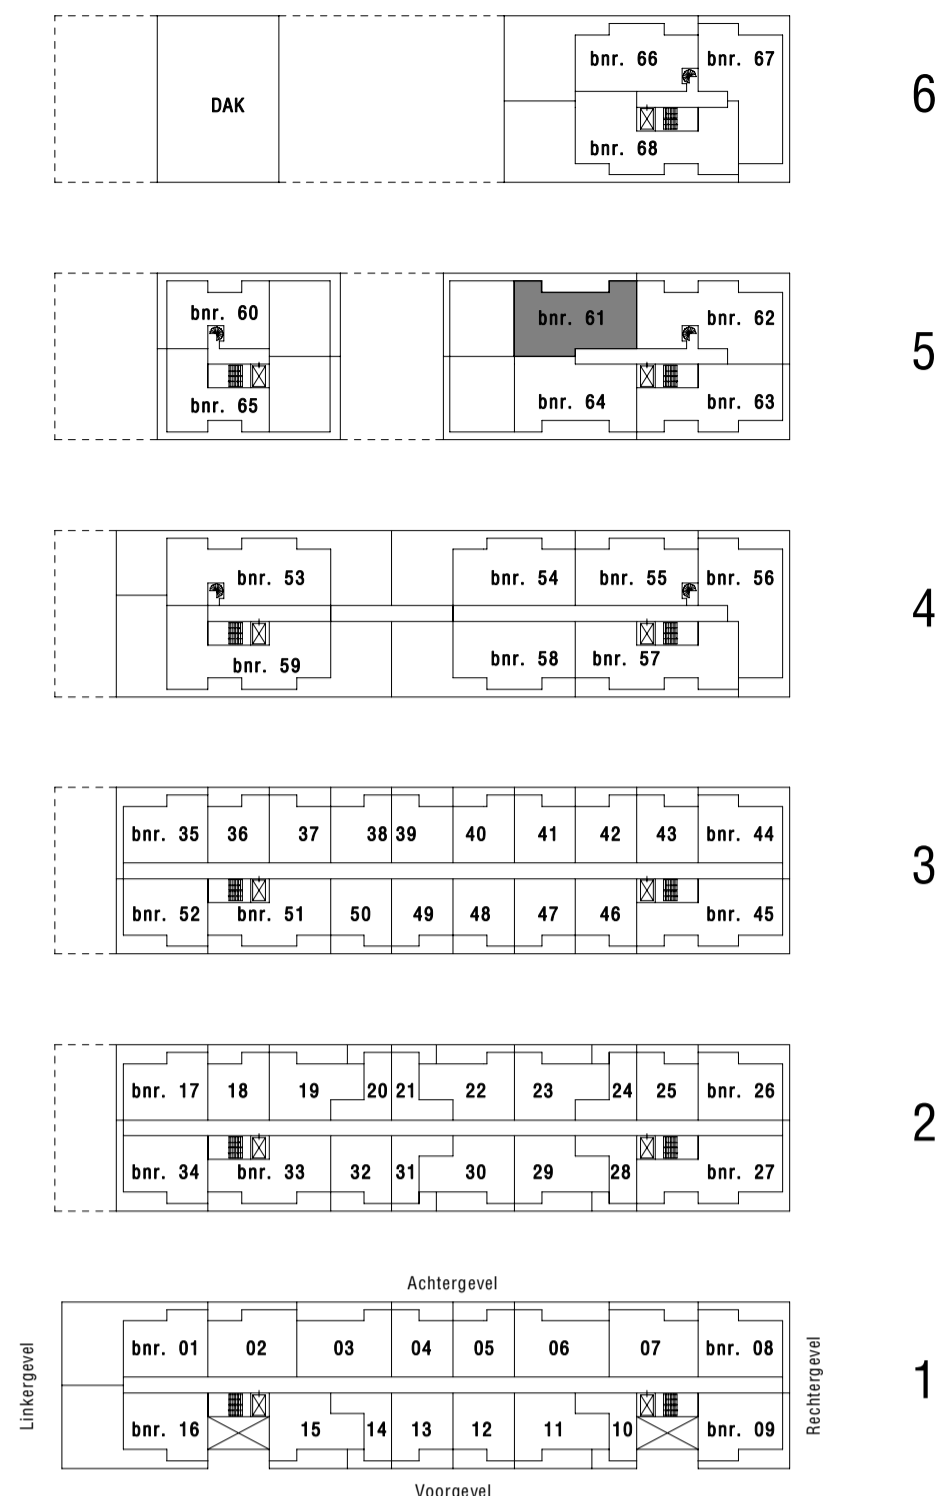 bnr. 66 bnr. 67
DAK
6
bnr. 68
bnr. 60 bnr. 61 bnr. 62
5
bnr. 65 bnr. 64 bnr. 63
bnr. 53 bnr. 54 bnr. 55 bnr. 56
4
bnr. 59 bnr. 58 bnr. 57
bnr. 35 36 37 38 39 40 41 42 43 bnr. 44
3
bnr. 52 bnr. 51 50 49 48 47 46 bnr. 45
bnr. 17 18 19 20 21 22 23 24 25 bnr. 26
2
bnr. 34 bnr. 33 32 31 30 29 28 bnr. 27
Achtergevel
bnr. 01 02 03 04 05 06 07 bnr. 08
Linkergevel
Rechtergevel
1
bnr. 16 15 14 13 12 11 10 bnr. 09
Voorgevel